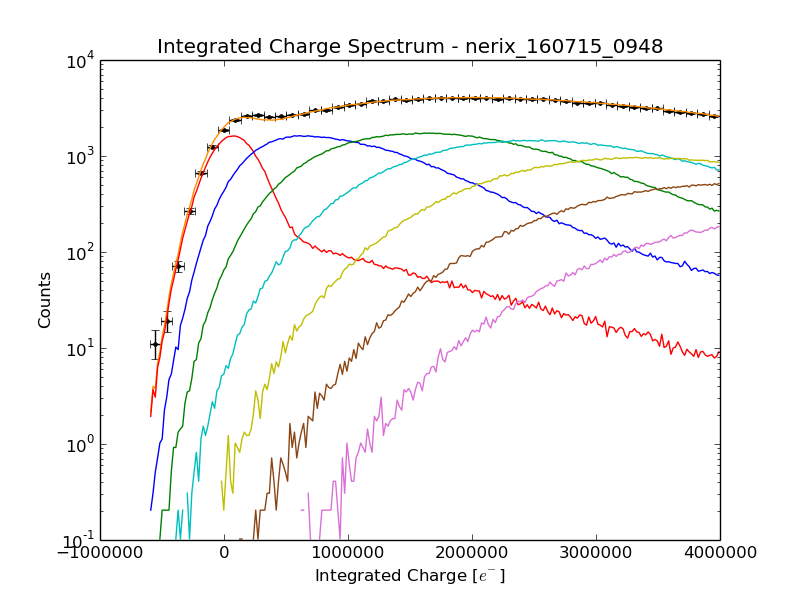 Integrated Charge Spectrum - nerix_160715_0948
10^4
10^3
10^2
10^1
10^0
10^-1
Counts
−1000000 0 1000000 2000000 3000000 4000000
Integrated Charge [e^-]